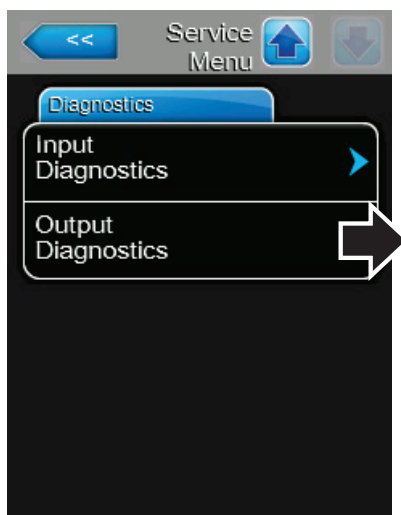 <<
Service
Menu
Diagnostics
Input
Diagnostics
Output
Diagnostics